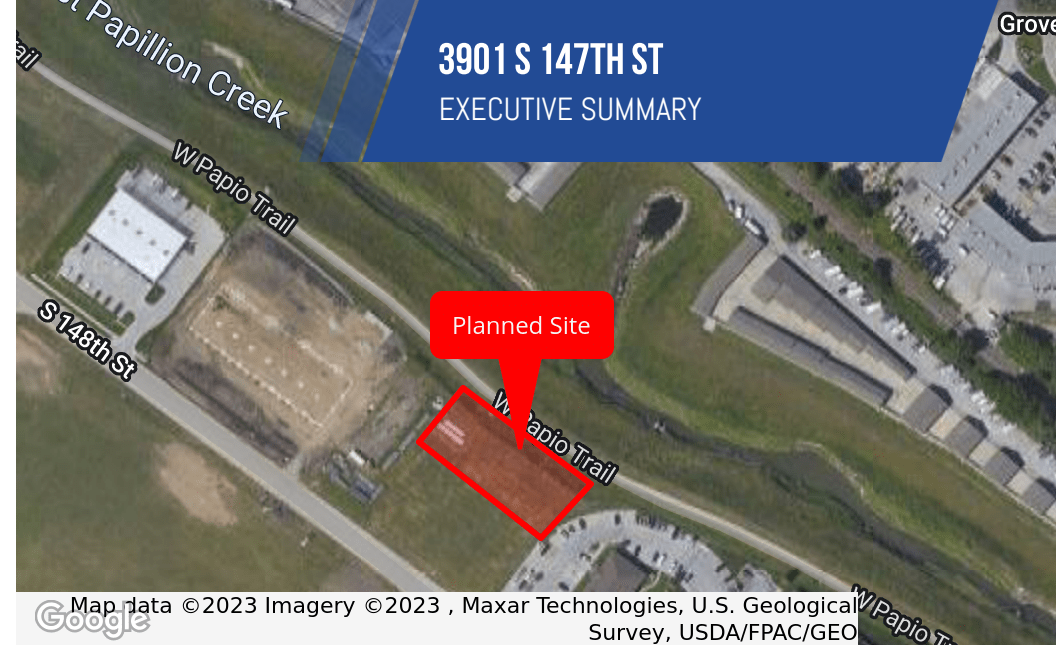 Papillion Creek
Grove
3901 S 147TH ST
EXECUTIVE SUMMARY
W Papio Trail
S 148th St
Planned Site
W Papio Trail
W Papio
Google
Map data ©2023 Imagery ©2023 , Maxar Technologies, U.S. Geological
Survey, USDA/FPAC/GEO